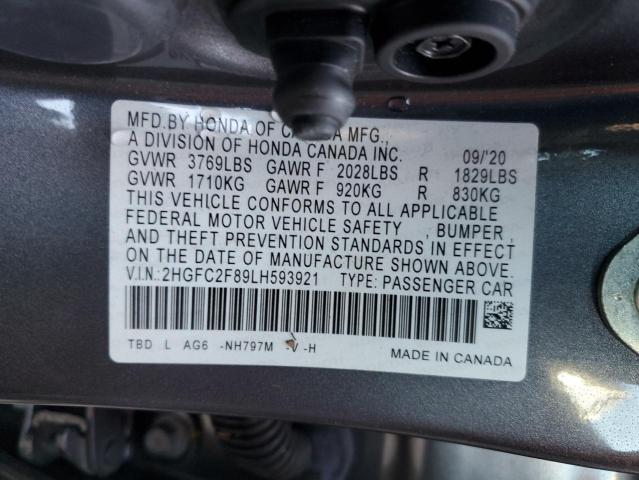 MFD.BY HONDA OF MFG.,
A DIVISION OF HONDA CANADA INC. 09/'20
GVWR 3769LBS GAWR F 2028LBS R 1829LBS
GVWR 1710KG GAWR F 920KG R 830KG
THIS VEHICLE CONFORMS TO ALL APPLICABLE
FEDERAL MOTOR VEHICLE SAFETY , BUMPER
AND THEFT PREVENTION STANDARDS IN EFFECT
ON THE DATE OF MANUFACTURE SHOWN ABOVE.
V.I.N.: 2HGFC2F89LH593921 TYPE: PASSENGER CAR
TBD L AG6 -NH797M -V -H MADE IN CANADA